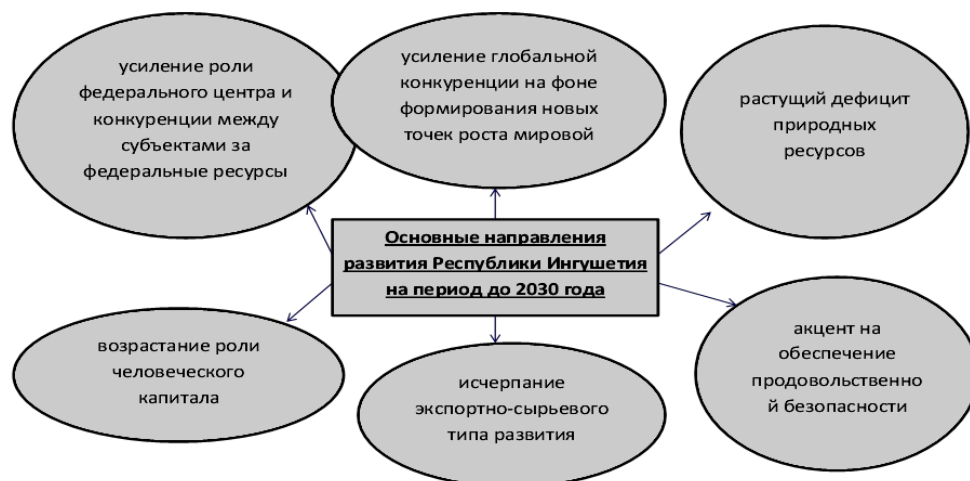 усиление роли
федерального центра и
конкуренции между
субъектами за
федеральные ресурсы
усиление глобальной
конкуренции на фоне
формирования новых
точек роста мировой
растущий дефицит
природных
ресурсов
Основные направления
развития Республики Ингушетия
на период до 2030 года
возрастание роли
человеческого
капитала
исчерпание
экспортно-сырьевого
типа развития
акцент на
обеспечение
продовольственно
й безопасности